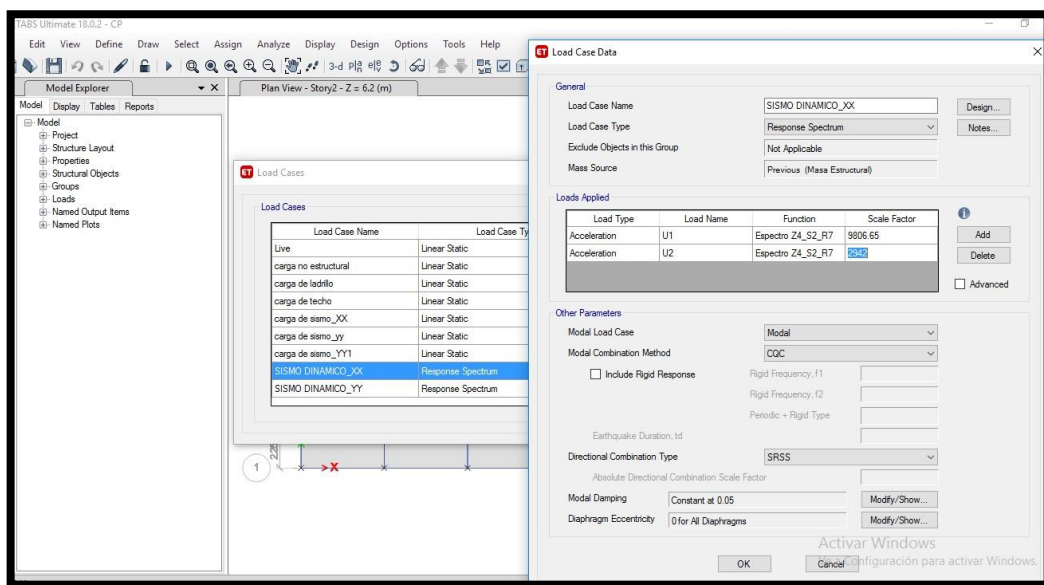 TABS Ultimate 18.0.2 - CP
Edit View Define Draw Select Assign Analyze Display Design Options Tools Help
3-d
Model Explorer
Model Display Tables Reports
Model
Project
Structure Layout
Properties
Structural Objects
Groups
Loads
Named Output Items
Named Plots
Plan View - Story2 - Z = 6.2 (m)
2.25
1
X
Load Cases
Load Cases
Load Case Name Load Case Ty
Live Linear Static
carga no estructural Linear Static
carga de ladrillo Linear Static
carga de techo Linear Static
carga de sismo_XX Linear Static
carga de sismo_yy Linear Static
carga de sismo_YY1 Linear Static
SISMO DINAMICO_XX Response Spectrum
SISMO DINAMICO_YY Response Spectrum
ET Load Case Data
General
Load Case Name SISMO DINAMICO_XX Design...
Load Case Type Response Spectrum Notes...
Exclude Objects in this Group Not Applicable
Mass Source Previous (Masa Estructural)
Loads Applied
Load Type Load Name Function Scale Factor
Acceleration U1 Espectro Z4_S2_R7 9806.65 Add
Acceleration U2 Espectro Z4_S2_R7 2942 Delete
Advanced
Other Parameters
Modal Load Case Modal
Modal Combination Method CQC
Include Rigid Response Rigid Frequency, f1
Rigid Frequency, f2
Periodic + Rigid Type
Earthquake Duration, td
Directional Combination Type SRSS
Absolute Directional Combination Scale Factor
Modal Damping Constant at 0.05 Modify/Show...
Diaphragm Eccentricity 0 for All Diaphragms Modify/Show...
Activar Windows
OK Cancel Configuración para activar Windows.